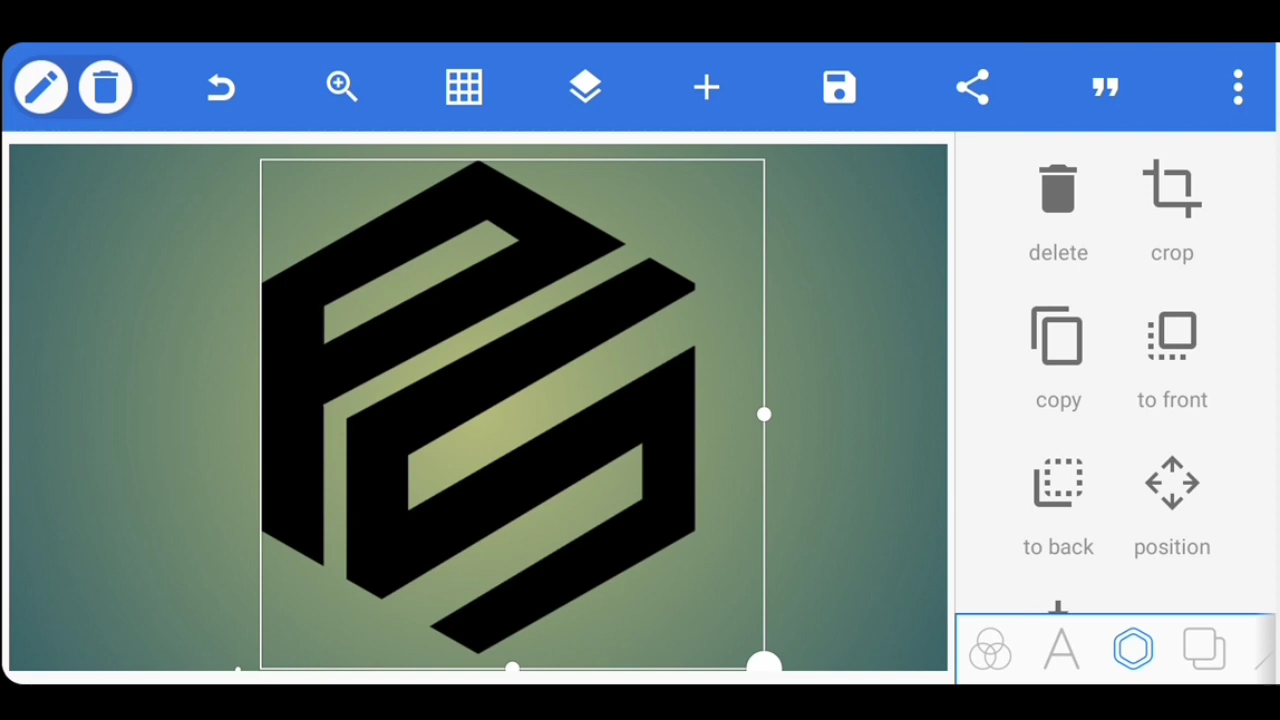 delete
crop
copy
to front
to back
position
A